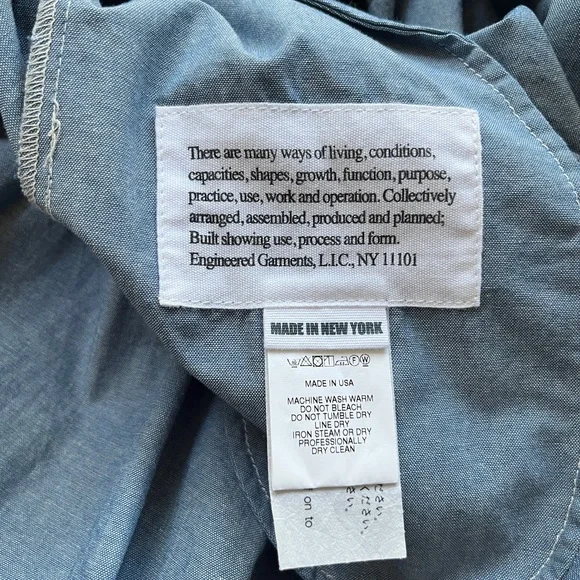 There are many ways of living, conditions,
capacities, shapes, growth, function, purpose,
practice, use, work and operation. Collectively
arranged, assembled, produced and planned;
Built showing use, process and form.
Engineered Garments, L.I.C., NY 11101
MADE IN NEW YORK
MADE IN USA
MACHINE WASH WARM
DO NOT BLEACH
DO NOT TUMBLE DRY
LINE DRY
IRON STEAM OR DRY
PROFESSIONALLY
DRY CLEAN
on to